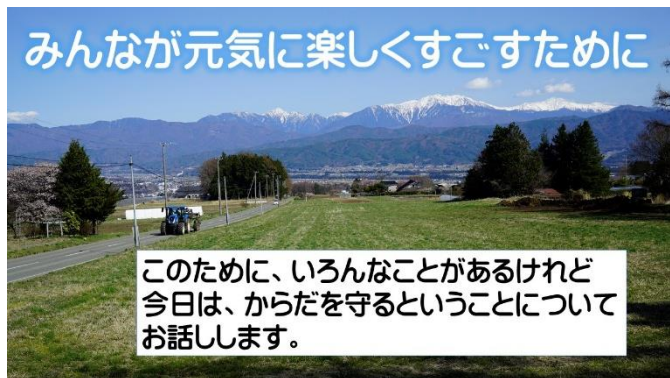 みんなが元気に楽しくすごすために
このために、いろんなことがあるけれど
今日は、からだを守るということについて
お話しします。